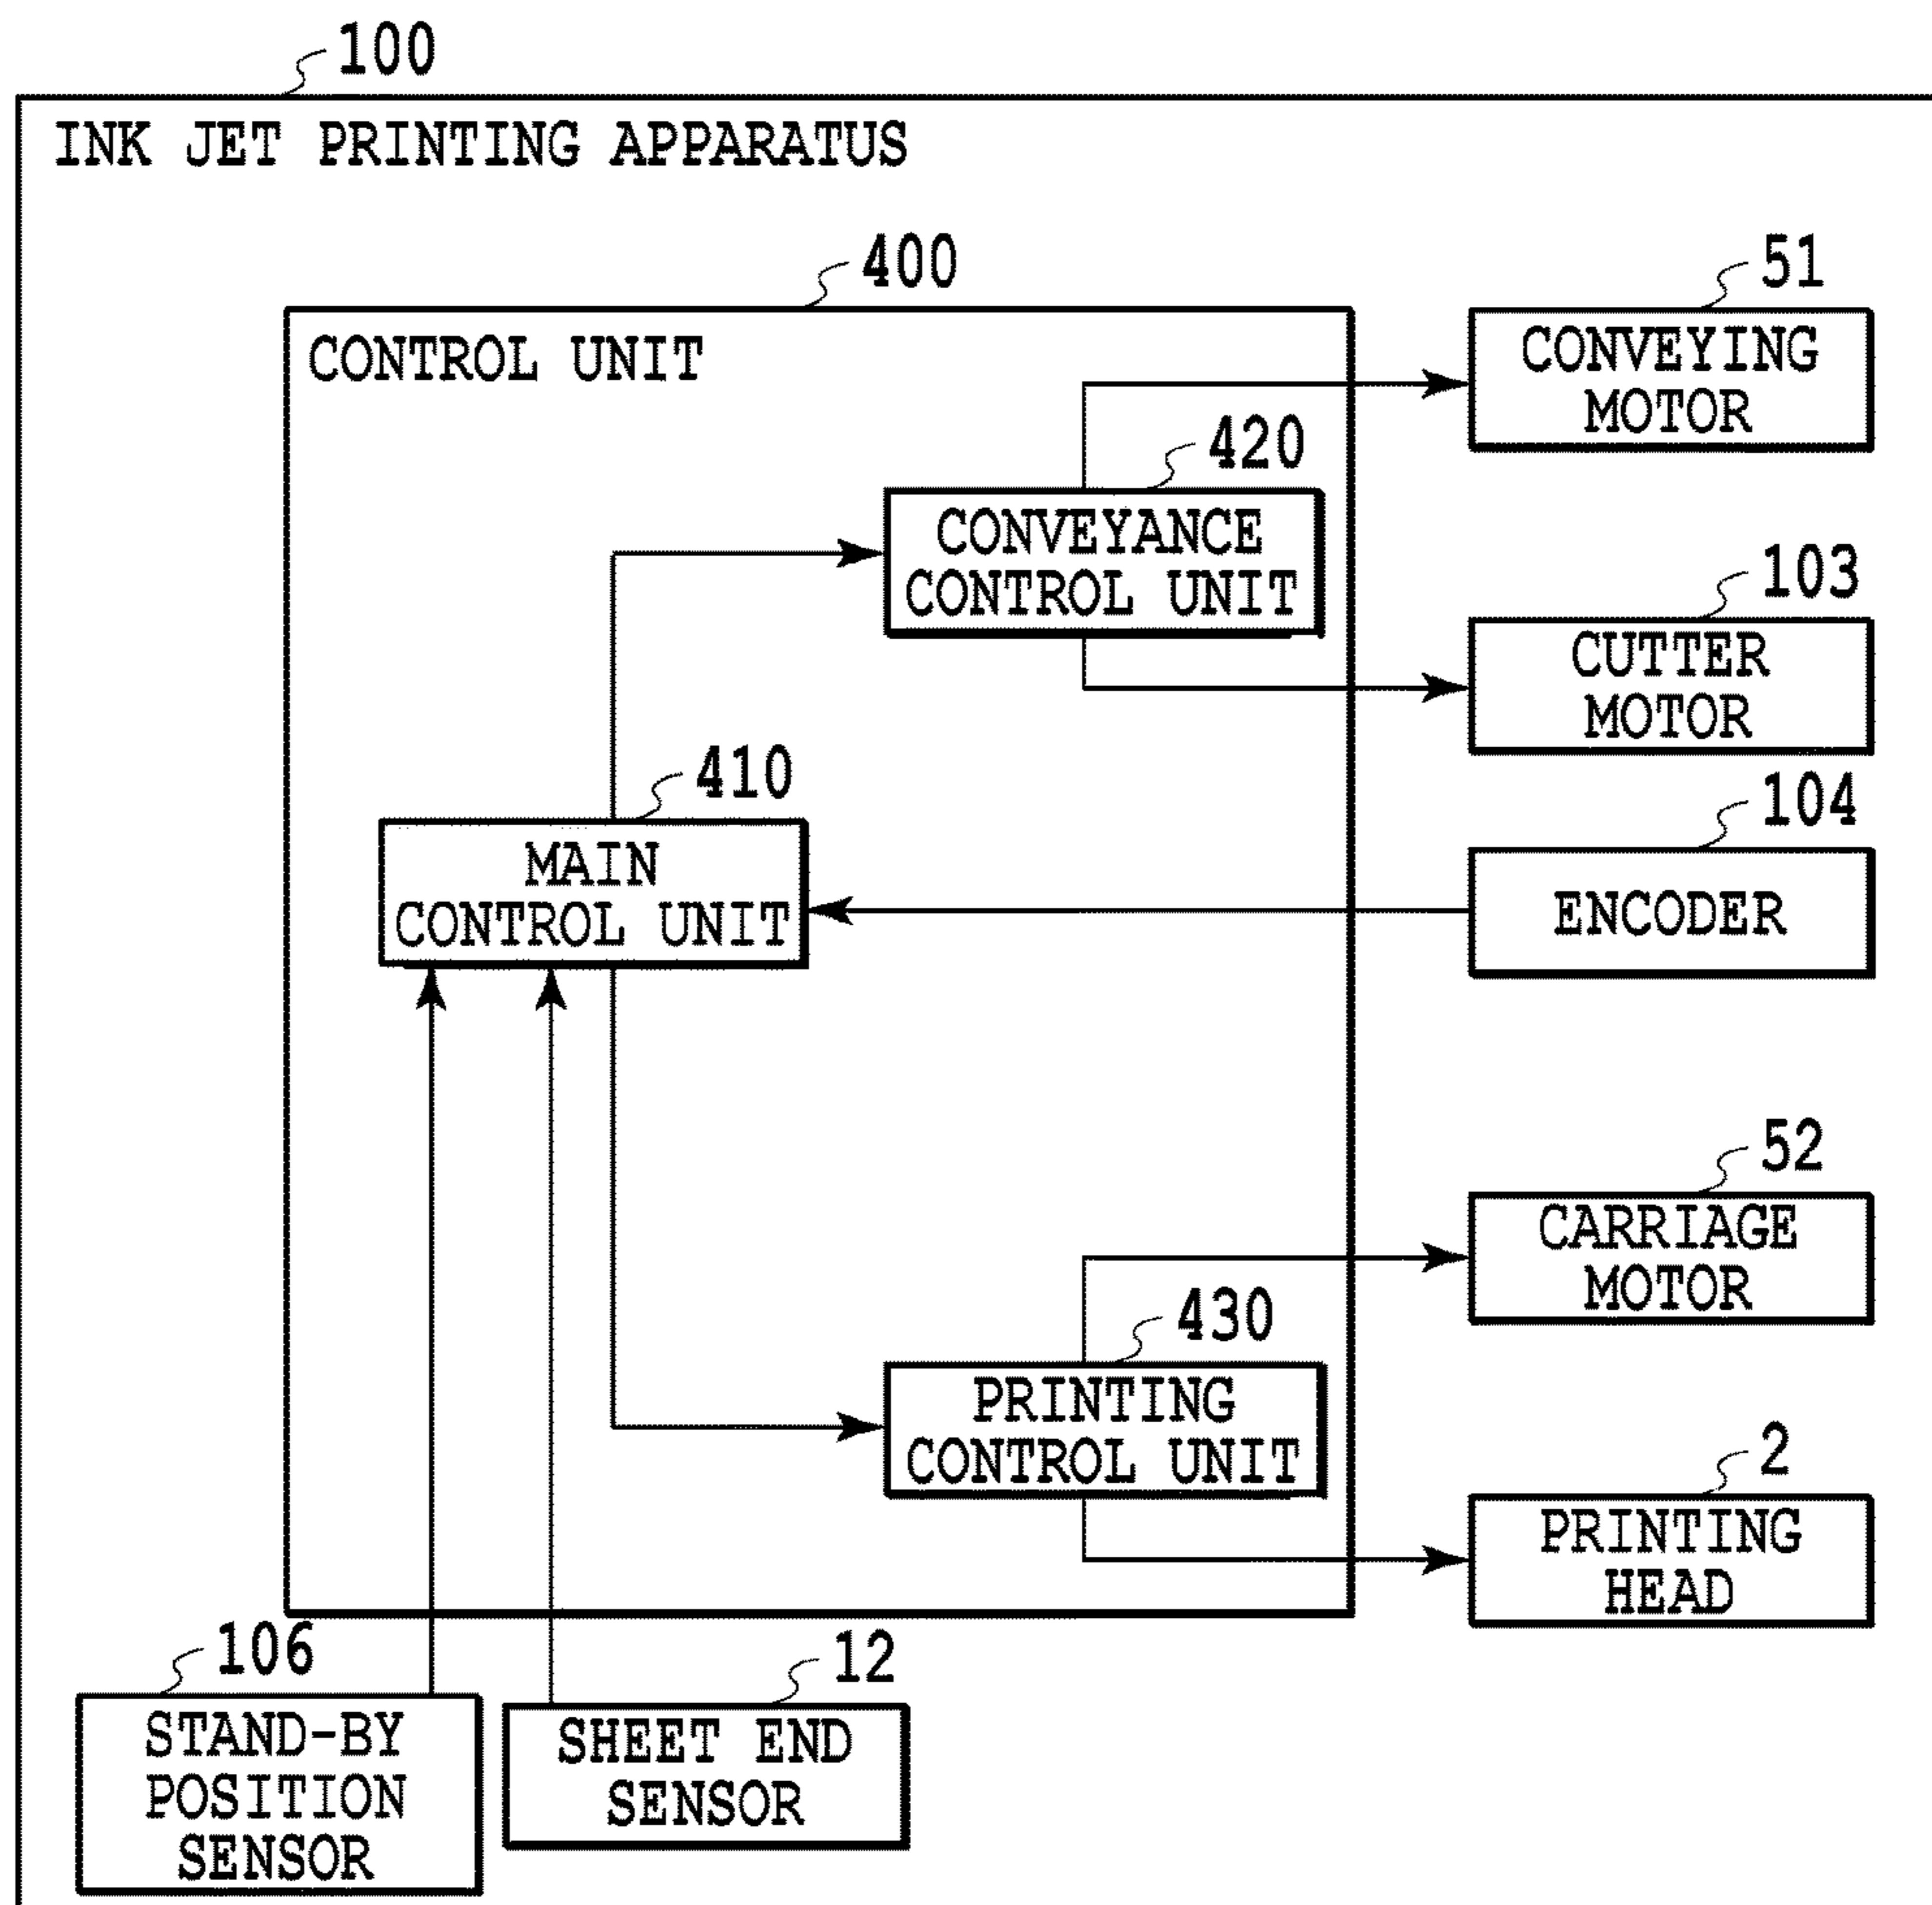 100
INK JET PRINTING APPARATUS
400
CONTROL UNIT
51
CONVEYING
MOTOR
420
CONVEYANCE
CONTROL UNIT
103
CUTTER
MOTOR
410
MAIN
CONTROL UNIT
104
ENCODER
52
CARRIAGE
MOTOR
430
PRINTING
CONTROL UNIT
2
PRINTING
HEAD
106
STAND-BY
POSITION
SENSOR
12
SHEET END
SENSOR